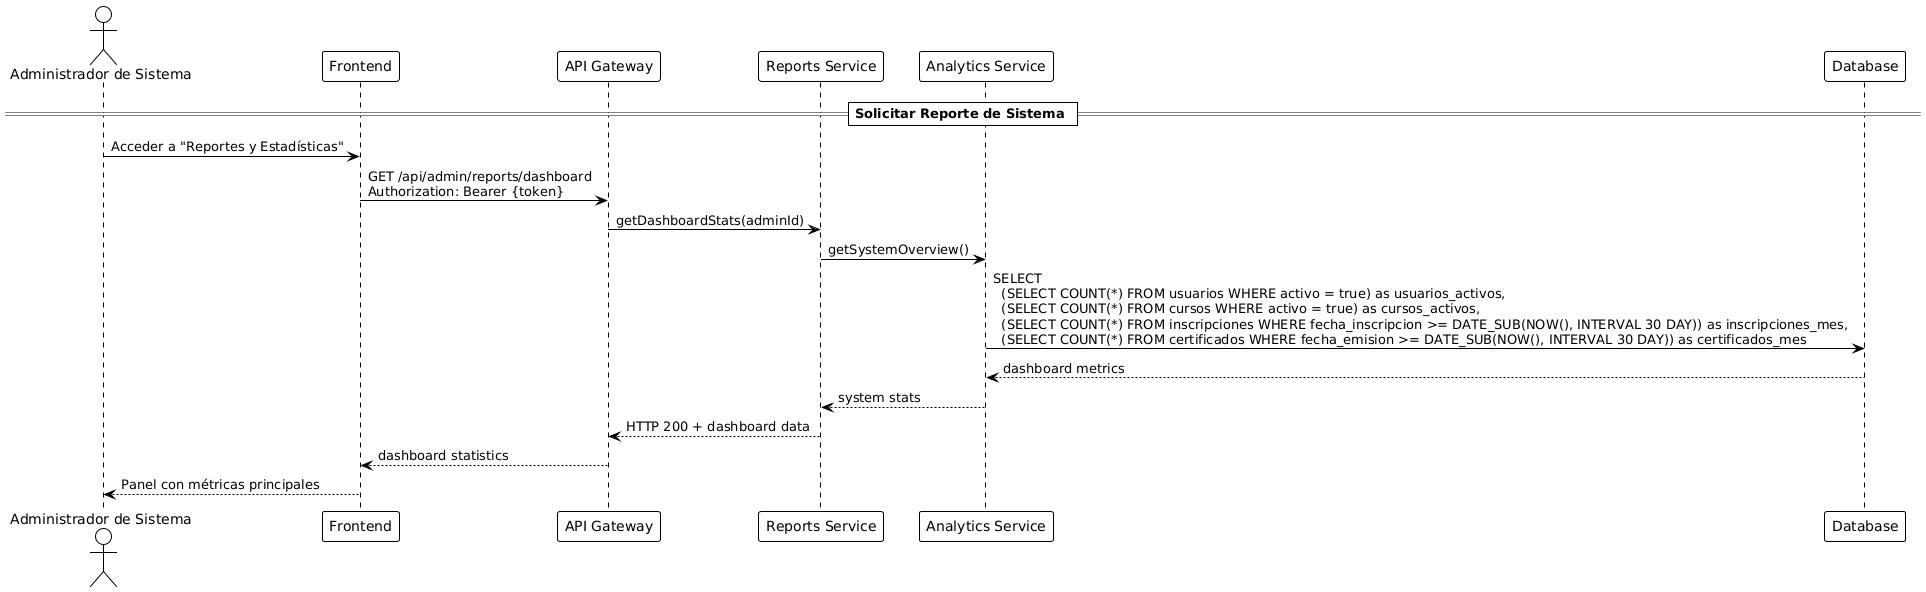 Administrador de Sistema
Frontend
API Gateway
Reports Service
Analytics Service
Database
Solicitar Reporte de Sistema
Acceder a "Reportes y Estadísticas"
GET /api/admin/reports/dashboard
Authorization: Bearer {token}
getDashboardStats(adminId)
getSystemOverview()
SELECT
(SELECT COUNT(*) FROM usuarios WHERE activo = true) as usuarios_activos,
(SELECT COUNT(*) FROM cursos WHERE activo = true) as cursos_activos,
(SELECT COUNT(*) FROM inscripciones WHERE fecha_inscripcion >= DATE_SUB(NOW(), INTERVAL 30 DAY)) as inscripciones_mes,
(SELECT COUNT(*) FROM certificados WHERE fecha_emision >= DATE_SUB(NOW(), INTERVAL 30 DAY)) as certificados_mes
dashboard metrics
system stats
HTTP 200 + dashboard data
dashboard statistics
Panel con métricas principales
Administrador de Sistema
Frontend
API Gateway
Reports Service
Analytics Service
Database